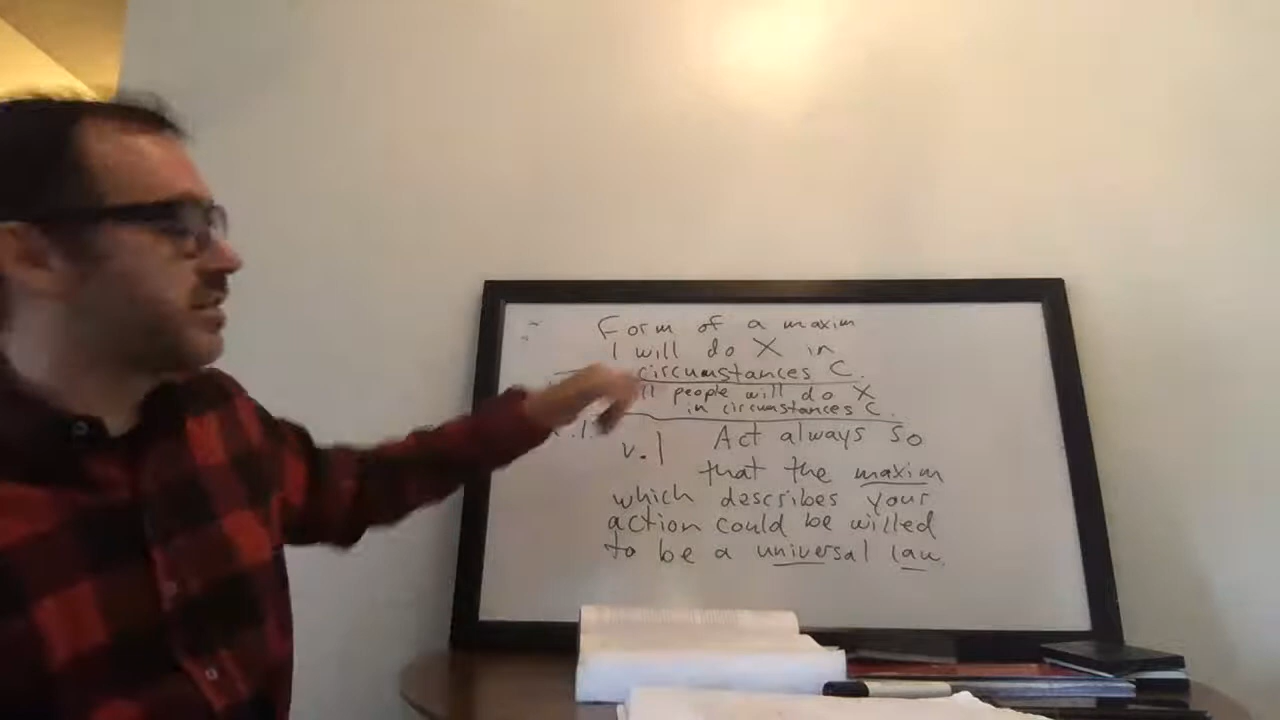 Form of a maxim
I will do X in
circumstances C.
ll people will do X
in circumstances C.
v.1 Act always so
that the maxim
which describes your
action could be willed
to be a universal law.